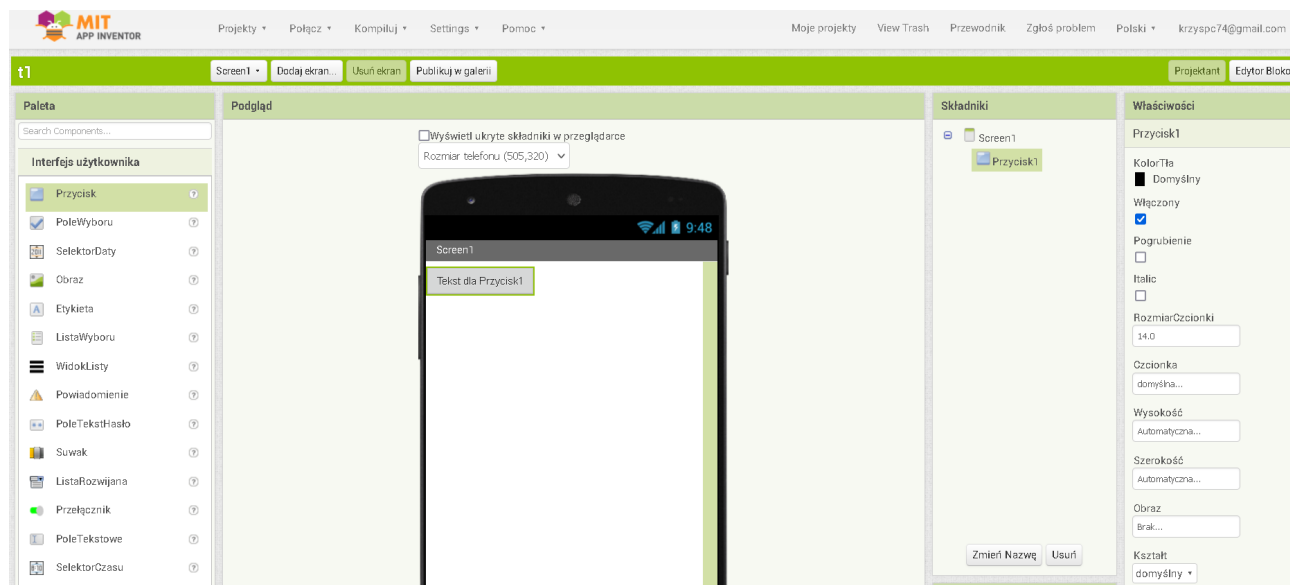 MIT
APP INVENTOR
Projekty Połącz Kompiluj Settings Pomoc Moje projekty View Trash Przewodnik Zgłoś problem Polski krzyspc74@gmail.com
t1 Screen1 Dodaj ekran... Usuń ekran Publikuj w galerii Projektant Edytor Bloko
Paleta
Search Components...
Interfejs użytkownika
Przycisk
PoleWyboru
SelektorDaty
Obraz
Etykieta
ListaWyboru
WidokListy
Powiadomienie
PoleTekstHasło
Suwak
ListaRozwijana
Przełącznik
PoleTekstowe
SelektorCzasu
Podgląd
Wyświetl ukryte składniki w przeglądarce
Rozmiar telefonu (505,320)
9:48
Screen1
Tekst dla Przycisk1
Składniki
Screen1
Przycisk1
Zmień Nazwę Usuń
Właściwości
Przycisk1
KolorTła
Domyślny
Włączony
Pogrubienie
Italic
RozmiarCzcionki
14.0
Czcionka
domyślna...
Wysokość
Automatyczna...
Szerokość
Automatyczna...
Obraz
Brak...
Kształt
domyślny